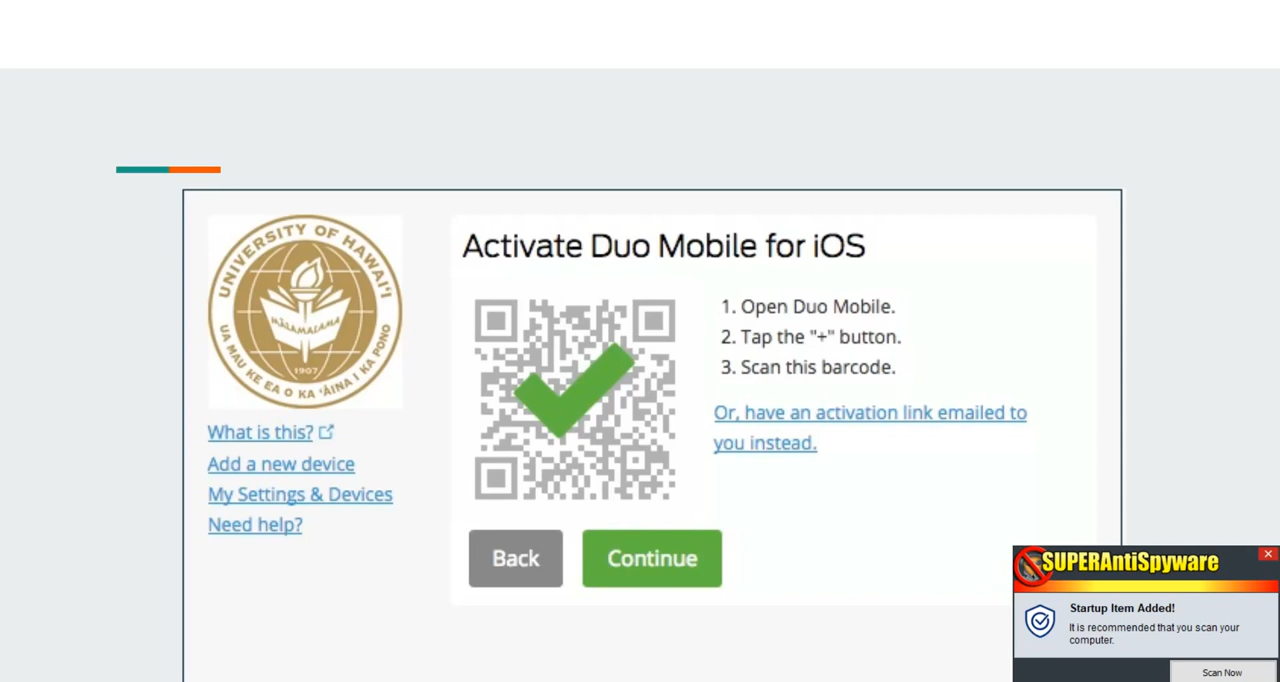 UNIVERSITY OF HAWAI'I
MĀLAMALAMA
1907
UA MAU KE EA O KA 'ĀINA I KA PONO
What is this?
Add a new device
My Settings & Devices
Need help?
Activate Duo Mobile for iOS
1. Open Duo Mobile.
2. Tap the "+" button.
3. Scan this barcode.
Or, have an activation link emailed to
you instead.
Back
Continue
SUPERAntiSpyware
Startup Item Added!
It is recommended that you scan your
computer.
Scan Now